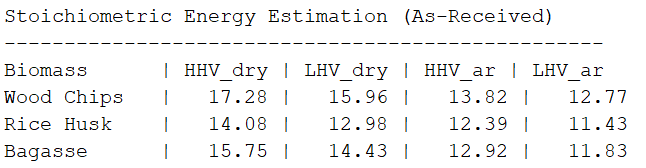 Stoichiometric Energy Estimation (As-Received)
--------------------------------------------------
Biomass      | HHV_dry | LHV_dry | HHV_ar | LHV_ar
Wood Chips   |   17.28 |   15.96 |   13.82 |   12.77
Rice Husk    |   14.08 |   12.98 |   12.39 |   11.43
Bagasse      |   15.75 |   14.43 |   12.92 |   11.83